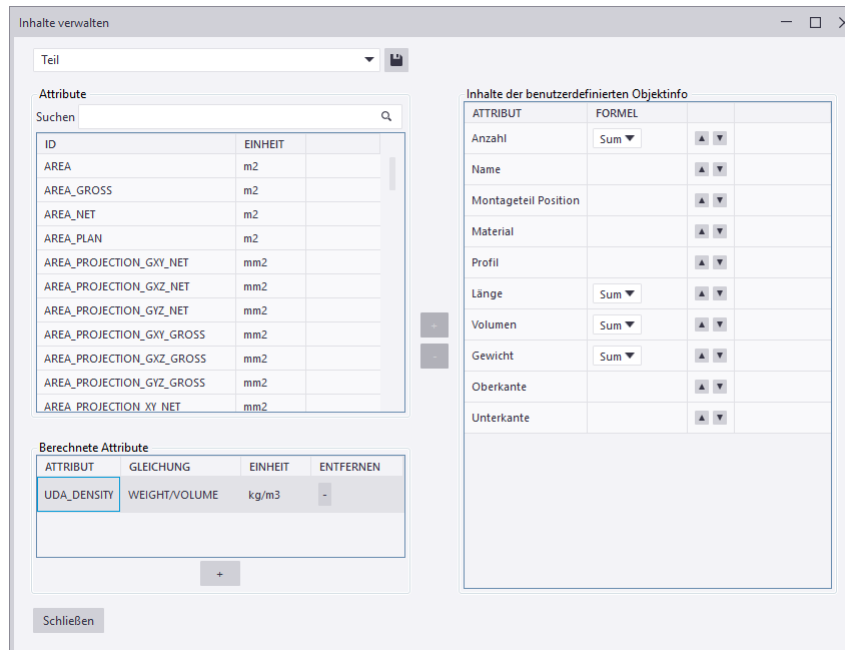 Inhalte verwalten
Teil
Attribute
Suchen
ID EINHEIT
AREA m2
AREA_GROSS m2
AREA_NET m2
AREA_PLAN m2
AREA_PROJECTION_GXY_NET mm2
AREA_PROJECTION_GXZ_NET mm2
AREA_PROJECTION_GYZ_NET mm2
AREA_PROJECTION_GXY_GROSS mm2
AREA_PROJECTION_GXZ_GROSS mm2
AREA_PROJECTION_GYZ_GROSS mm2
AREA_PROJECTION_XY_NET mm2
Berechnete Attribute
ATTRIBUT GLEICHUNG EINHEIT ENTFERNEN
UDA_DENSITY WEIGHT/VOLUME kg/m3 -
+
Schließen
+
-
Inhalte der benutzerdefinierten Objektinfo
ATTRIBUT FORMEL
Anzahl Sum
Name
Montageteil Position
Material
Profil
Länge Sum
Volumen Sum
Gewicht Sum
Oberkante
Unterkante